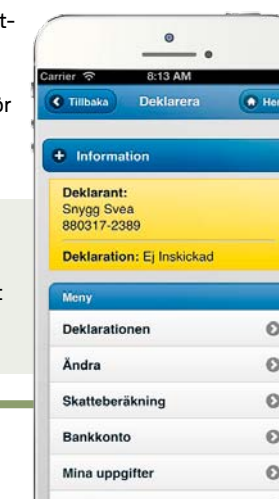 t-
ör
t
Carrier 8:13 AM
Tillbaka Deklarera
Information
Deklarant:
Snygg Svea
880317-2389
Deklaration: Ej Inskickad
Meny
Deklarationen
Ändra
Skatteberäkning
Bankkonto
Mina uppgifter